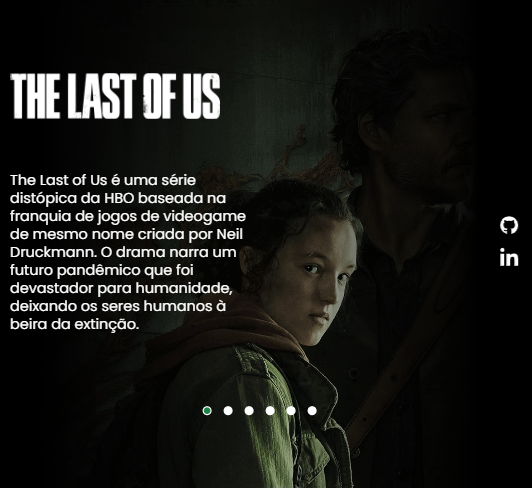 THE LAST OF US
The Last of Us é uma série
distópica da HBO baseada na
franquia de jogos de videogame
de mesmo nome criada por Neil
Druckmann. O drama narra um
futuro pandêmico que foi
devastador para humanidade,
deixando os seres humanos à
beira da extinção.
in